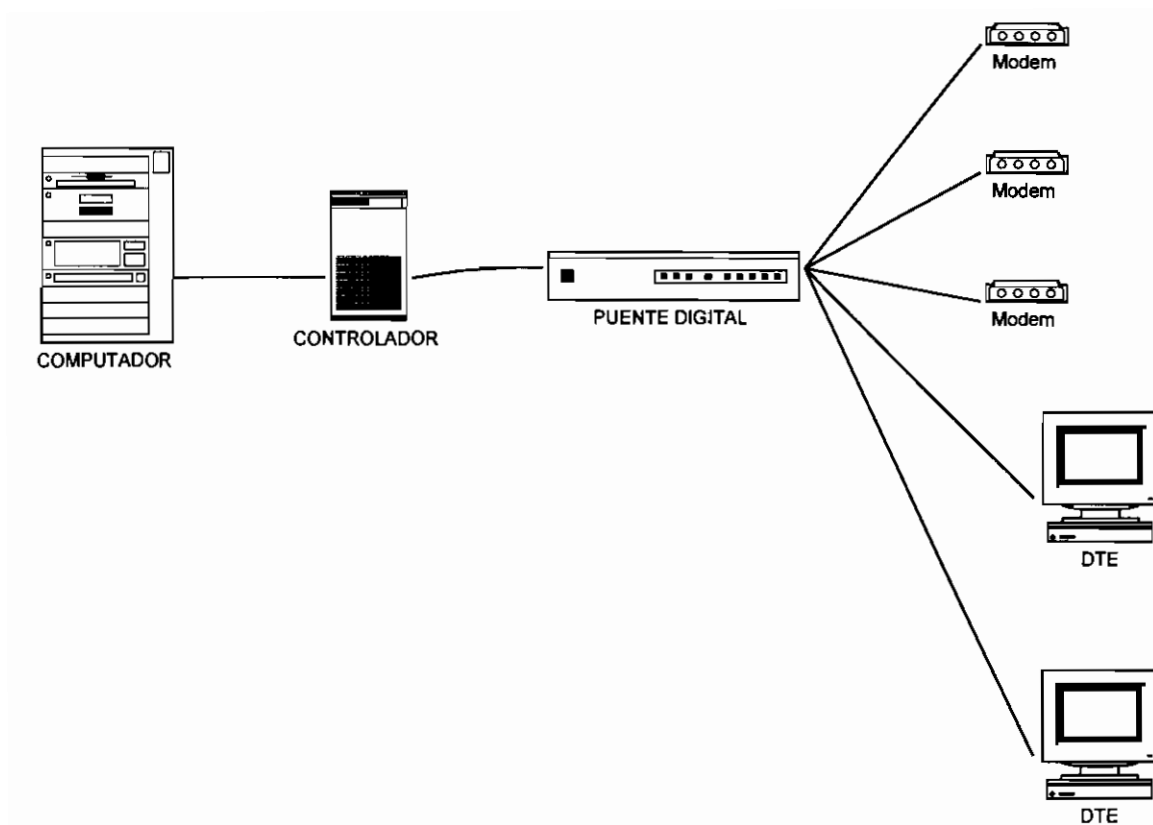 Modem
Modem
Modem
COMPUTADOR
CONTROLADOR
PUENTE DIGITAL
DTE
DTE